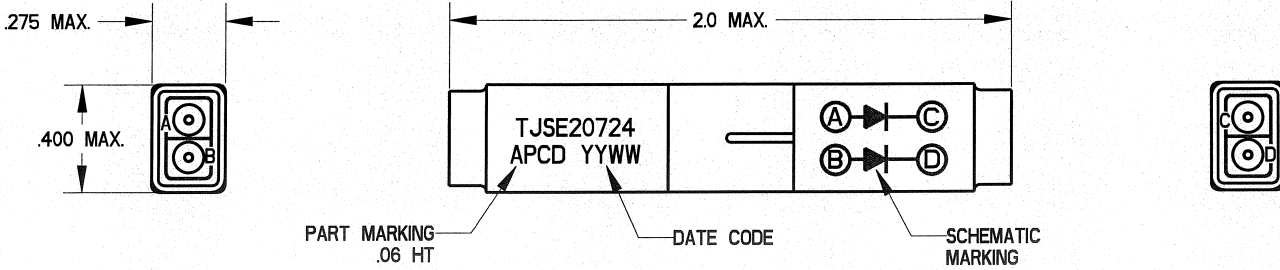 .275 MAX.
2.0 MAX.
.400 MAX.
A
B
TJSE20724
APCD YYWW
A C
B D
C
D
PART MARKING
.06 HT
DATE CODE
SCHEMATIC
MARKING